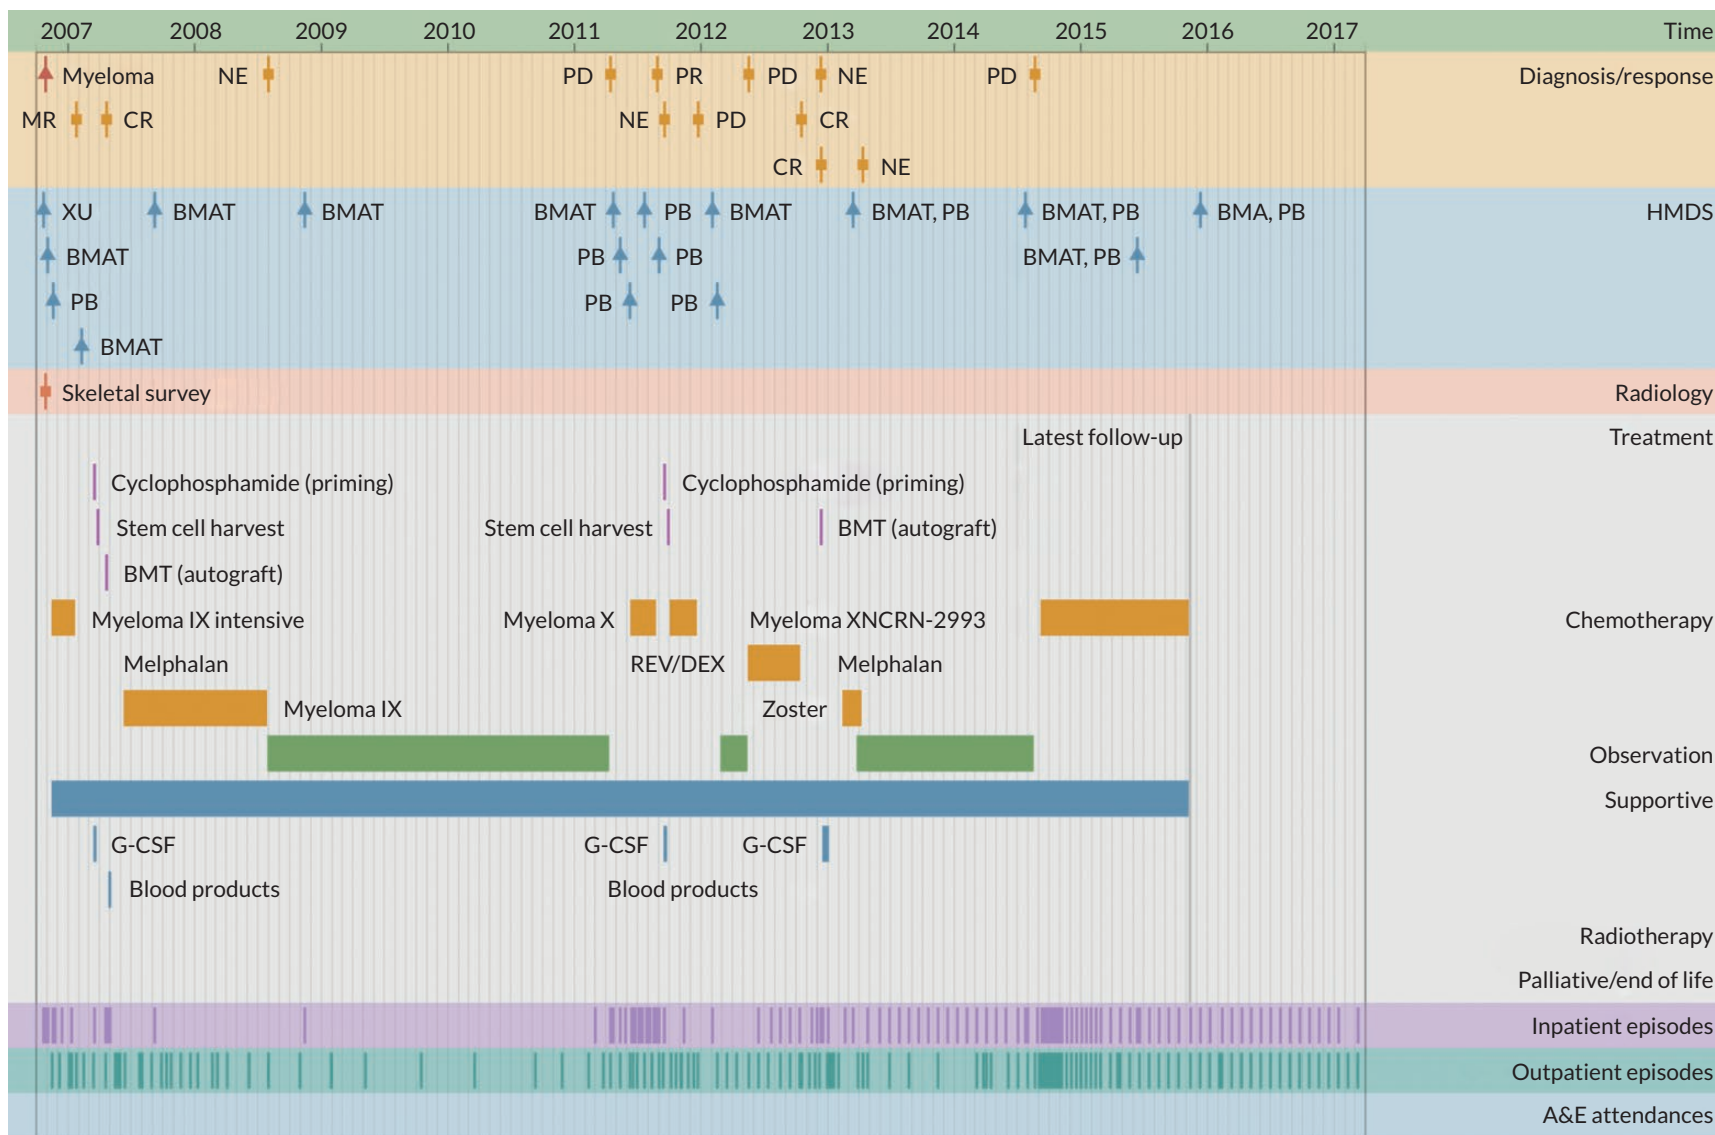 2007 2008 2009 2010 2011 2012 2013 2014 2015 2016 2017 Time
Myeloma NE PD PR PD NE PD Diagnosis/response
MR CR NE PD CR
CR NE
XU BMAT BMAT BMAT PB BMAT BMAT, PB BMAT, PB BMA, PB HMDS
BMAT PB PB BMAT, PB
PB PB PB
BMAT
Skeletal survey Radiology
Latest follow-up Treatment
Cyclophosphamide (priming) Cyclophosphamide (priming)
Stem cell harvest Stem cell harvest BMT (autograft)
BMT (autograft)
Myeloma IX intensive Myeloma X Myeloma XNCRN-2993 Chemotherapy
Melphalan REV/DEX Melphalan
Myeloma IX Zoster
Observation
Supportive
G-CSF G-CSF G-CSF
Blood products Blood products
Radiotherapy
Palliative/end of life
Inpatient episodes
Outpatient episodes
A&E attendances